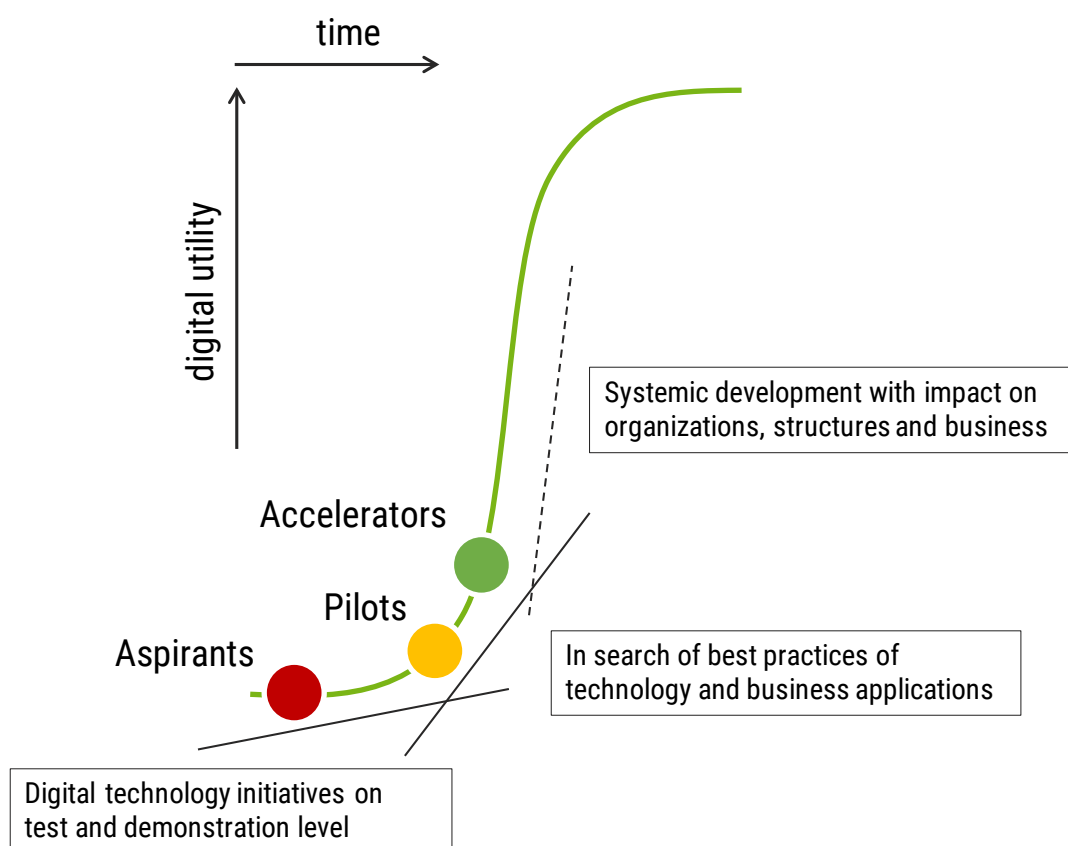 time
digital utility
Systemic development with impact on
organizations, structures and business
Accelerators
Pilots
Aspirants
In search of best practices of
technology and business applications
Digital technology initiatives on
test and demonstration level